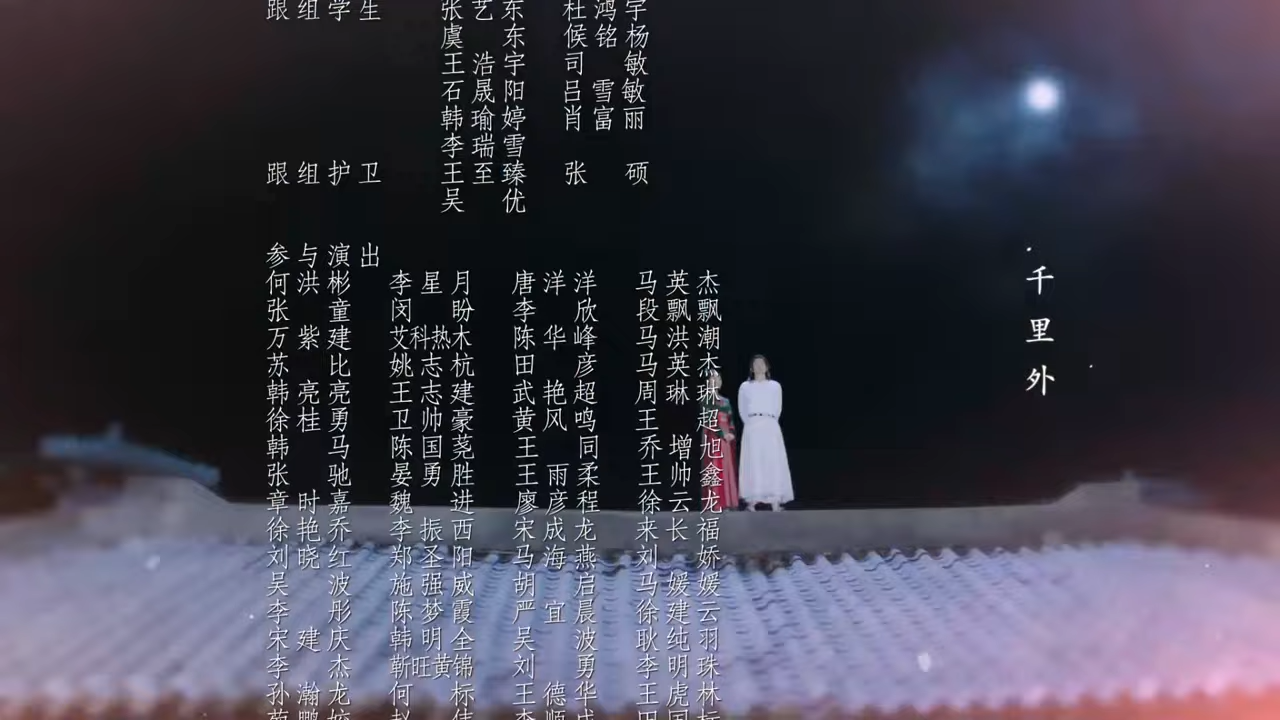 跟组学生 张艺东 杜鸿宇
虞东 候铭杨
王浩宇 司敏
石晟阳 吕雪敏
韩瑜婷 肖富丽
李瑞雪
跟组护卫 王至臻 张硕
吴优
参与演出
何洪彬 李星月 唐洋洋 马英杰
张童 闵盼 李欣 段飘飘
万紫建 艾科热木 陈华峰 马洪潮
苏比 姚志杭 田彦 马英杰
韩亮亮 王志建 武艳超 周琳琳
徐桂勇 卫帅豪 黄风鸣 王超
韩马 陈国荛 王同 乔增旭
张驰 晏勇胜 王雨柔 王帅鑫
章时嘉 魏进 廖彦程 徐云龙
徐艳乔 李振西 宋成龙 来长福
刘晓红 郑圣阳 马海燕 刘娇
吴波 施强威 胡启 马媛媛
李彤 陈梦霞 严宜晨 徐建云
宋建庆 韩明全 吴波 耿纯羽
李杰 靳旺黄锦 刘勇 李明珠
孙瀚龙 何标 王德华 王虎林
千里外